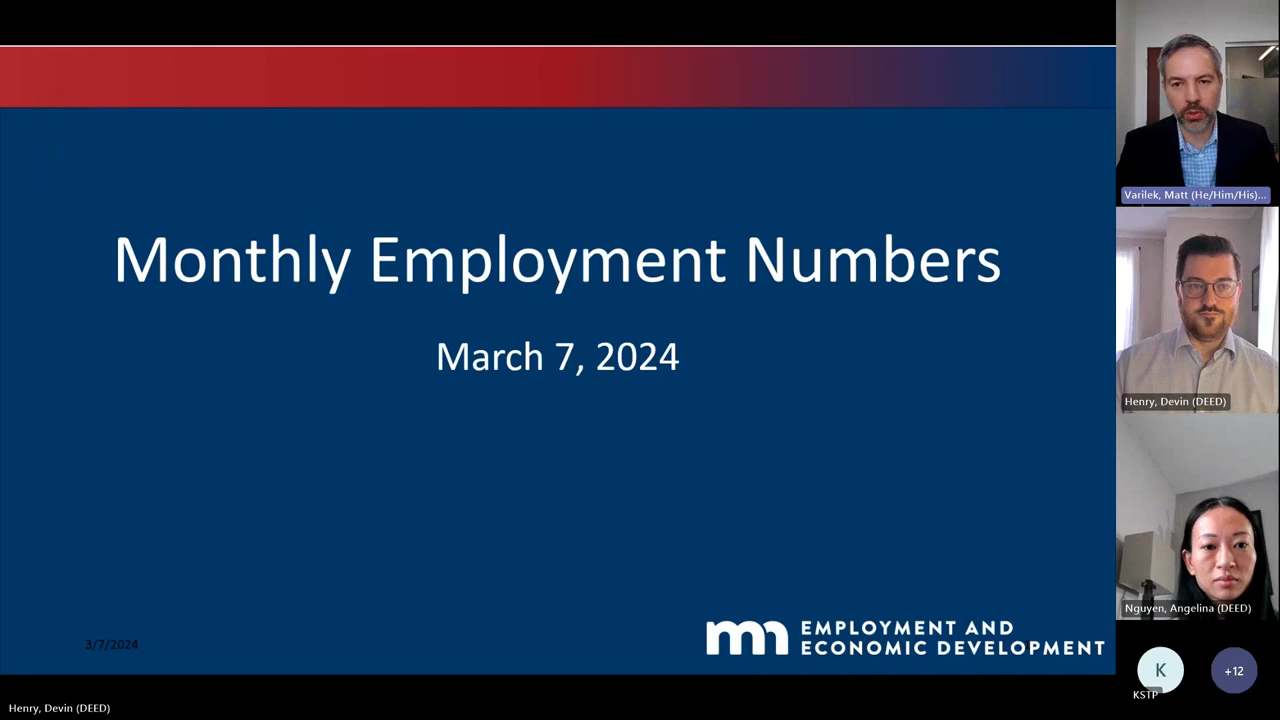 Monthly Employment Numbers
March 7, 2024
3/7/2024
mn EMPLOYMENT AND
ECONOMIC DEVELOPMENT
Henry, Devin (DEED)
Varilek, Matt (He/Him/His)...
Henry, Devin (DEED)
Nguyen, Angelina (DEED)
K
+12
KSTP